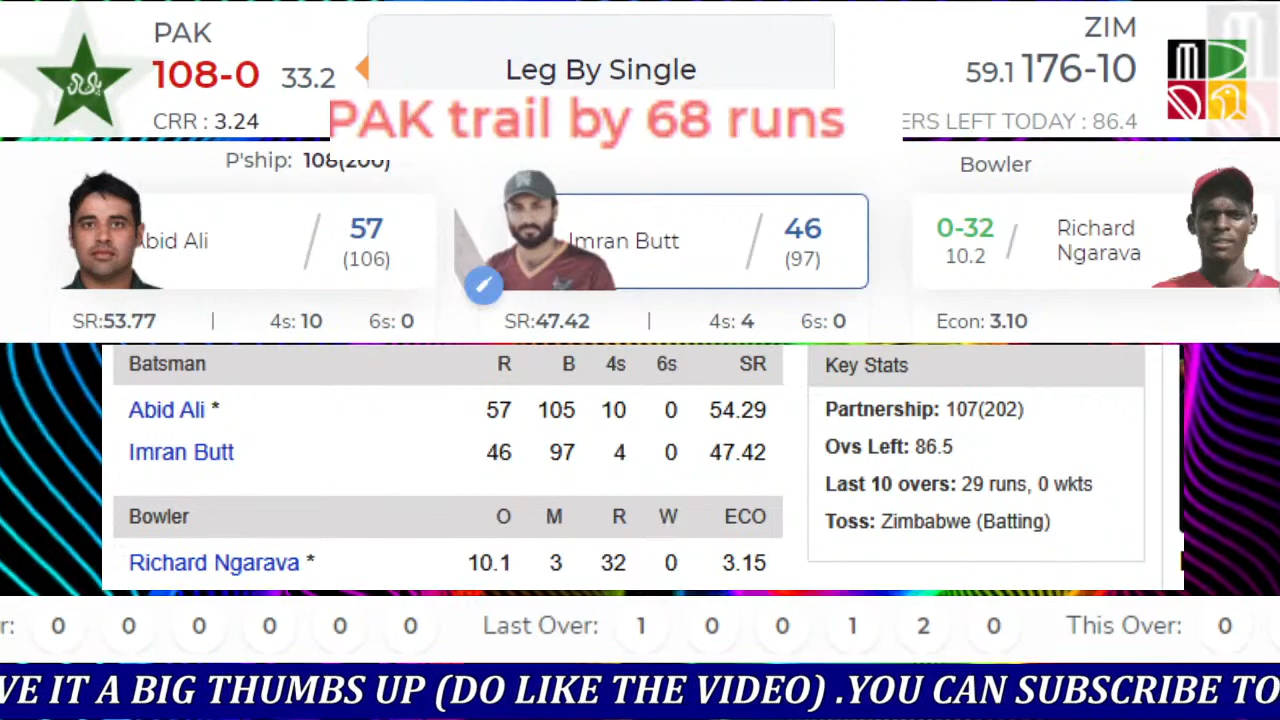 PAK
108-0 33.2
CRR : 3.24
Leg By Single
PAK trail by 68 runs
ZIM
59.1 176-10
ERS LEFT TODAY : 86.4
P'ship: 108(200)
Abid Ali / 57 (106)
SR:53.77 | 4s: 10 6s: 0
Imran Butt / 46 (97)
SR:47.42 | 4s: 4 6s: 0
Bowler
0-32 / Richard Ngarava
10.2
Econ: 3.10
Batsman R B 4s 6s SR
Abid Ali * 57 105 10 0 54.29
Imran Butt 46 97 4 0 47.42
Bowler O M R W ECO
Richard Ngarava * 10.1 3 32 0 3.15
Key Stats
Partnership: 107(202)
Ovs Left: 86.5
Last 10 overs: 29 runs, 0 wkts
Toss: Zimbabwe (Batting)
r: 0 0 0 0 0 0 Last Over: 1 0 0 1 2 0 This Over: 0
VE IT A BIG THUMBS UP (DO LIKE THE VIDEO) .YOU CAN SUBSCRIBE TO